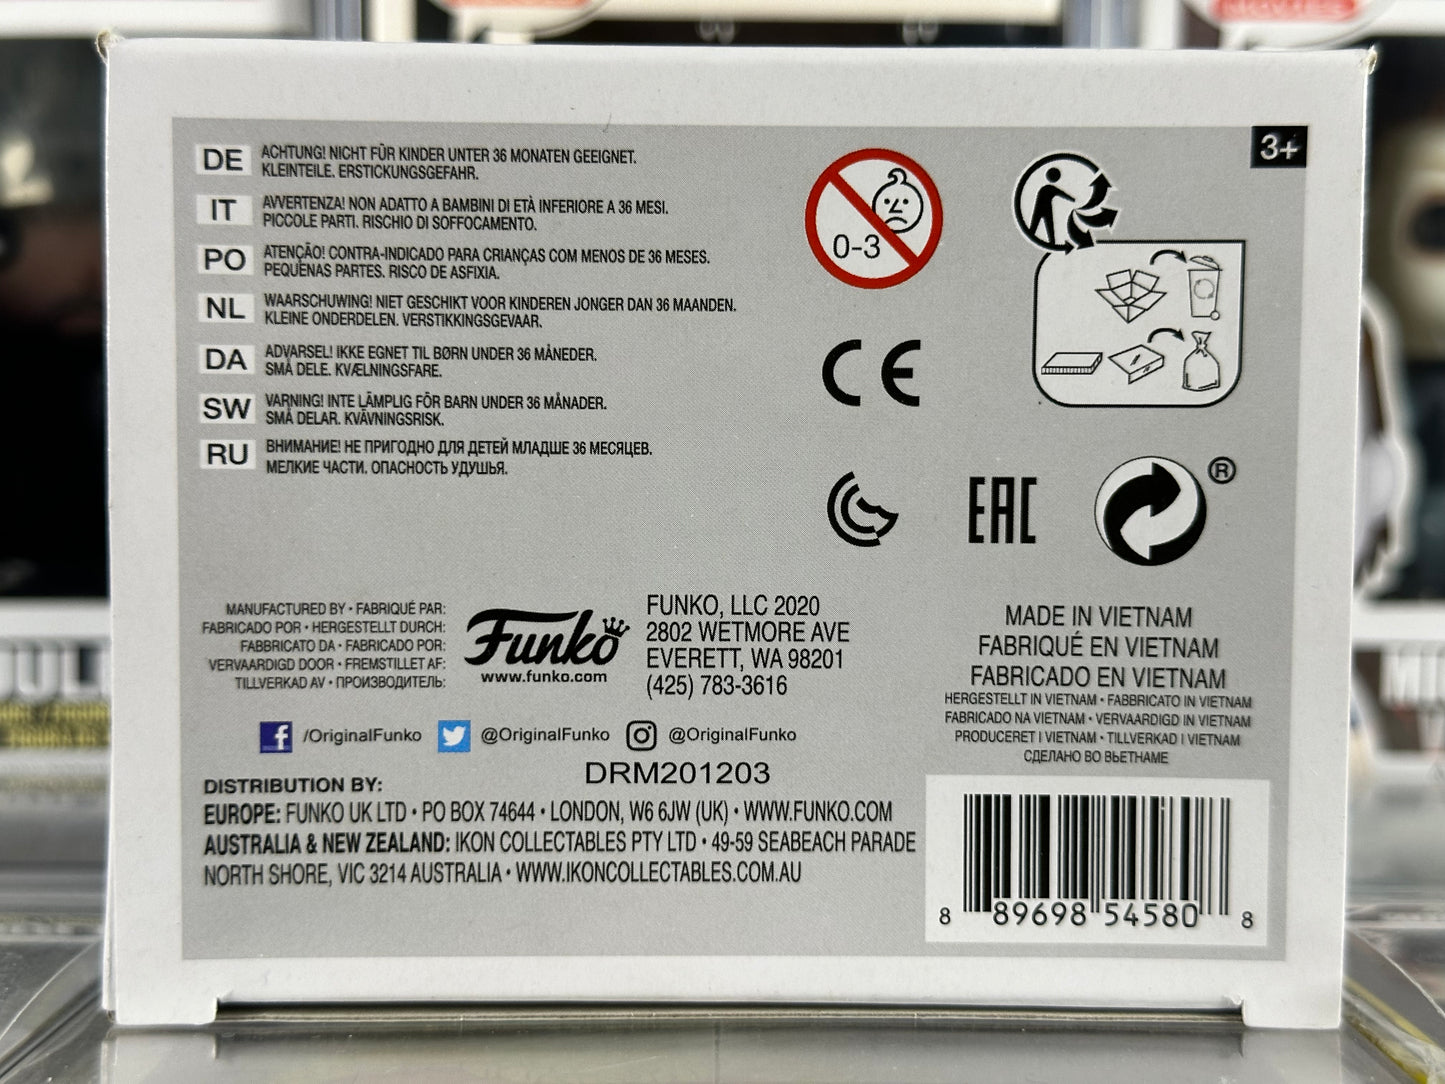 MOVIES
3+
DE
ACHTUNG! NICHT FÜR KINDER UNTER 36 MONATEN GEEIGNET.
KLEINTEILE. ERSTICKUNGSGEFAHR.
IT
AVVERTENZA! NON ADATTO A BAMBINI DI ETÀ INFERIORE A 36 MESI.
PICCOLE PARTI. RISCHIO DI SOFFOCAMENTO.
PO
ATENÇÃO! CONTRA-INDICADO PARA CRIANÇAS COM MENOS DE 36 MESES.
PEQUENAS PARTES. RISCO DE ASFIXIA.
NL
WAARSCHUWING! NIET GESCHIKT VOOR KINDEREN JONGER DAN 36 MAANDEN.
KLEINE ONDERDELEN. VERSTIKKINGSGEVAAR.
DA
ADVARSEL! IKKE EGNET TIL BØRN UNDER 36 MÅNEDER.
SMÅ DELE. KVÆLNINGSFARE.
SW
VARNING! INTE LÄMPLIG FÖR BARN UNDER 36 MÅNADER.
SMÅ DELAR. KVÄVNINGSRISK.
RU
ВНИМАНИЕ! НЕ ПРИГОДНО ДЛЯ ДЕТЕЙ МЛАДШЕ 36 МЕСЯЦЕВ.
МЕЛКИЕ ЧАСТИ. ОПАСНОСТЬ УДУШЬЯ.
0-3
CE
EAC
®
MANUFACTURED BY • FABRIQUÉ PAR:
FABRICADO POR • HERGESTELLT DURCH:
FABBRICATO DA • FABRICADO POR:
VERVAARDIGD DOOR • FREMSTILLET AF:
TILLVERKAD AV • ПРОИЗВОДИТЕЛЬ:
Funko
www.funko.com
FUNKO, LLC 2020
2802 WETMORE AVE
EVERETT, WA 98201
(425) 783-3616
MADE IN VIETNAM
FABRIQUÉ EN VIETNAM
FABRICADO EN VIETNAM
HERGESTELLT IN VIETNAM • FABBRICATO IN VIETNAM
FABRICADO NA VIETNAM • VERVAARDIGD IN VIETNAM
PRODUCERET I VIETNAM • TILLVERKAD I VIETNAM
СДЕЛАНО ВО ВЬЕТНАМЕ
/OriginalFunko @OriginalFunko @OriginalFunko
DRM201203
DISTRIBUTION BY:
EUROPE: FUNKO UK LTD • PO BOX 74644 • LONDON, W6 6JW (UK) • WWW.FUNKO.COM
AUSTRALIA & NEW ZEALAND: IKON COLLECTABLES PTY LTD • 49-59 SEABEACH PARADE
NORTH SHORE, VIC 3214 AUSTRALIA • WWW.IKONCOLLECTABLES.COM.AU
8 89698 54580 8